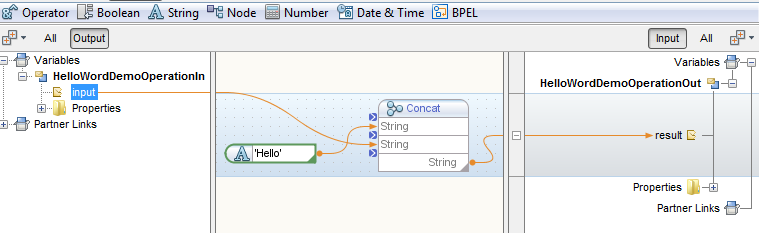 Operator Boolean String Node Number Date & Time BPEL
All Output Input All
Variables
HelloWordDemoOperationIn
input
Properties
Partner Links
Concat
String
String
String
'Hello'
Variables
HelloWordDemoOperationOut
result
Properties
Partner Links